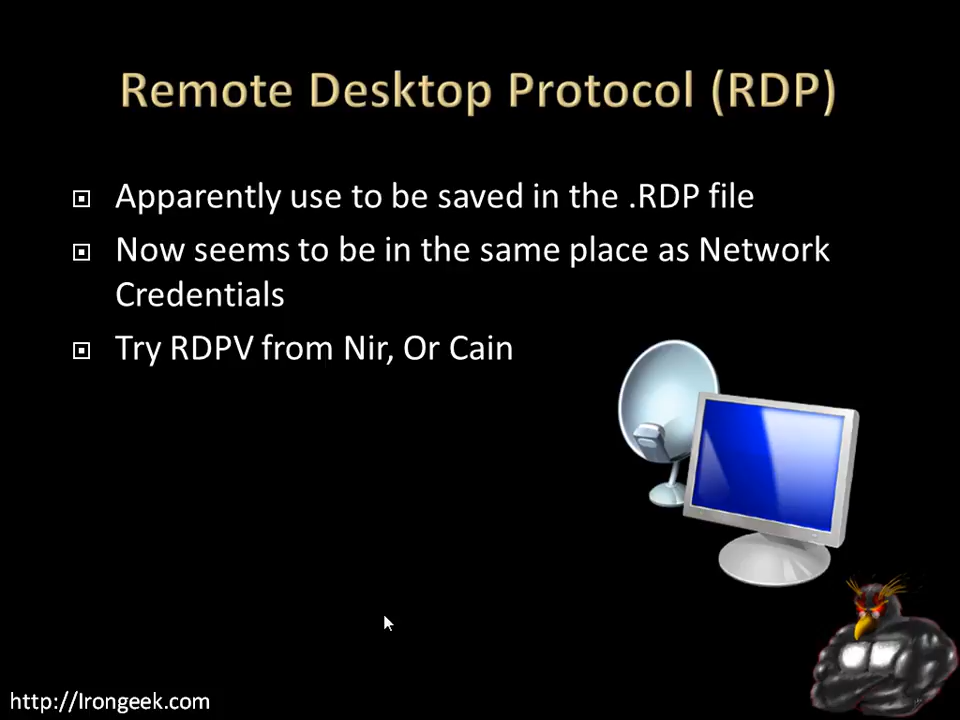 Remote Desktop Protocol (RDP)
Apparently use to be saved in the .RDP file
Now seems to be in the same place as Network
Credentials
Try RDPV from Nir, Or Cain
http://Irongeek.com